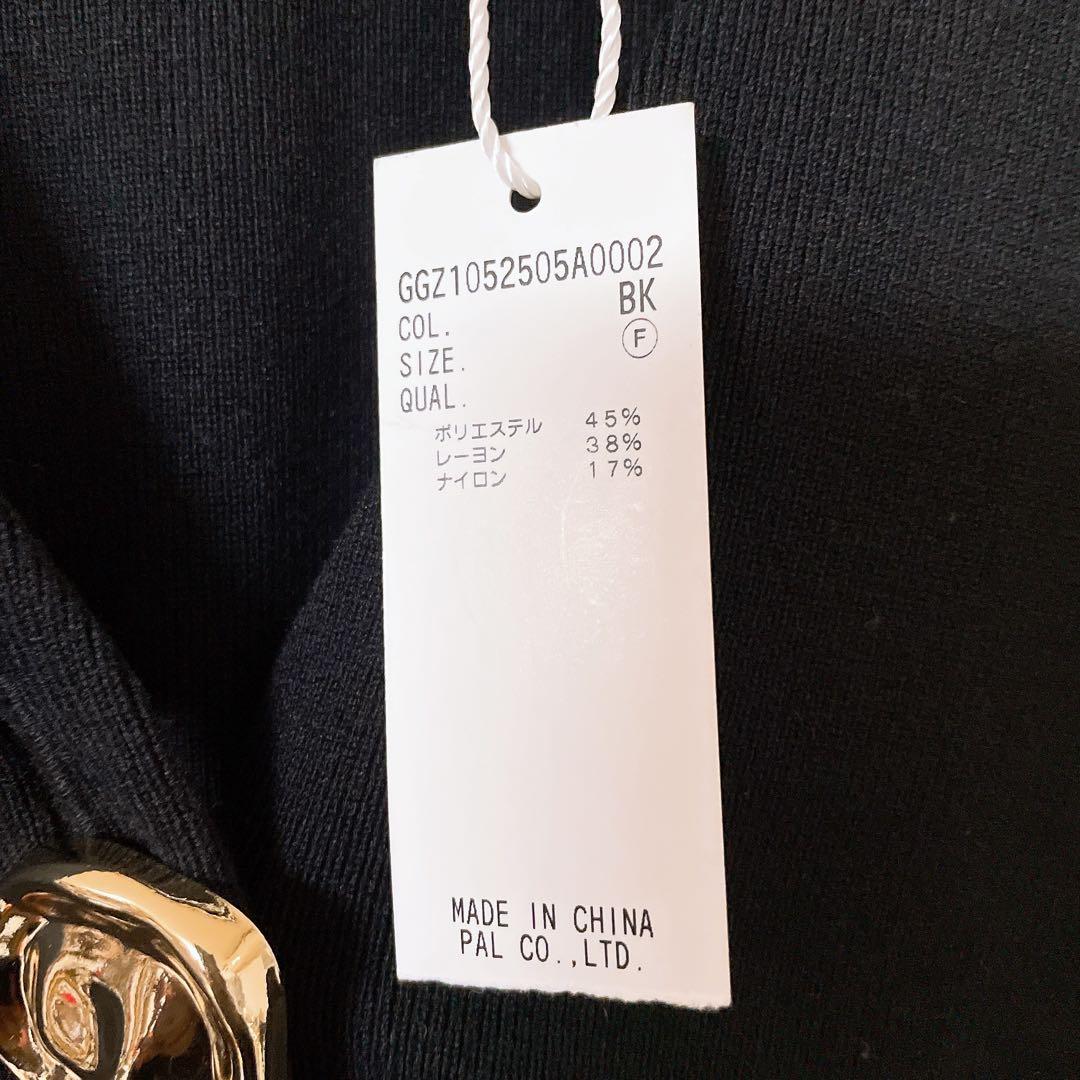 GGZ1052505A0002
COL. BK
SIZE. F
QUAL.
ポリエステル 45%
レーヨン 38%
ナイロン 17%
MADE IN CHINA
PAL CO.,LTD.